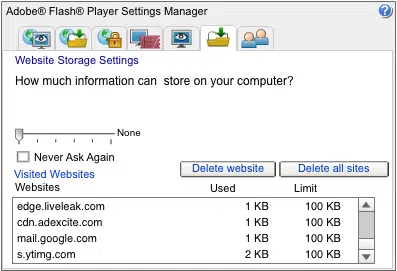 Adobe® Flash® Player Settings Manager
Website Storage Settings
How much information can store on your computer?
None
Never Ask Again
Delete website Delete all sites
Visited Websites
Websites Used Limit
edge.liveleak.com 1 KB 100 KB
cdn.adexcite.com 1 KB 100 KB
mail.google.com 1 KB 100 KB
s.ytimg.com 2 KB 100 KB